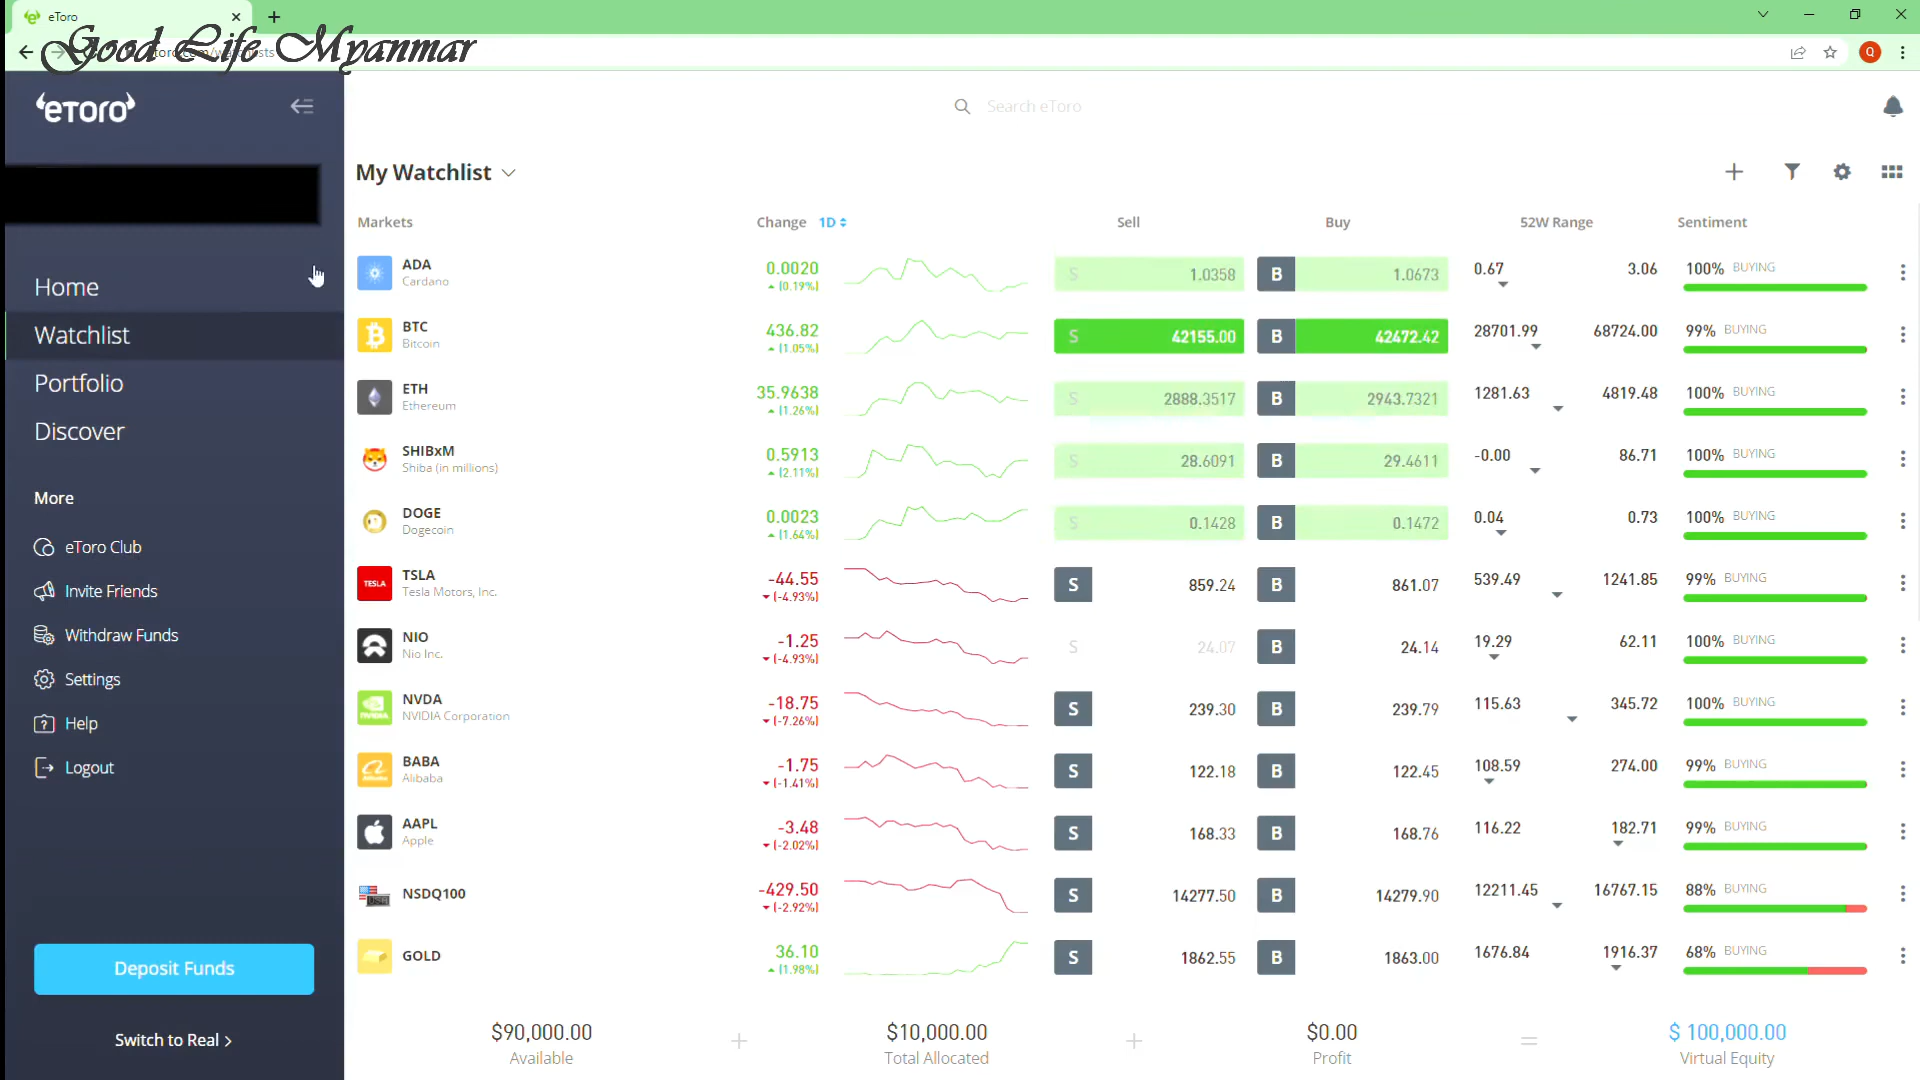 eToro
Good Life Myanmar
eToro
Search eToro
My Watchlist
Markets Change 1D Sell Buy 52W Range Sentiment
ADA 0.0020 S 1.0358 B 1.0673 0.67 3.06 100% BUYING
Cardano (0.19%)
BTC 436.82 S 42155.00 B 42472.42 28701.99 68724.00 99% BUYING
Bitcoin (1.05%)
ETH 35.9638 S 2888.3517 B 2943.7321 1281.63 4819.48 100% BUYING
Ethereum (1.26%)
SHIBxM 0.5913 S 28.6091 B 29.4611 -0.00 86.71 100% BUYING
Shiba (in millions) (2.11%)
DOGE 0.0023 S 0.1428 B 0.1472 0.04 0.73 100% BUYING
Dogecoin (1.64%)
TESLA TSLA -44.55 S 859.24 B 861.07 539.49 1241.85 99% BUYING
Tesla Motors, Inc. (-4.93%)
NIO -1.25 S 24.07 B 24.14 19.29 62.11 100% BUYING
Nio Inc. (-4.93%)
NVDA -18.75 S 239.30 B 239.79 115.63 345.72 100% BUYING
NVIDIA NVIDIA Corporation (-7.26%)
BABA -1.75 S 122.18 B 122.45 108.59 274.00 99% BUYING
Alibaba (-1.41%)
AAPL -3.48 S 168.33 B 168.76 116.22 182.71 99% BUYING
Apple (-2.02%)
NSDQ100 -429.50 S 14277.50 B 14279.90 12211.45 16767.15 88% BUYING
(-2.92%)
GOLD 36.10 S 1862.55 B 1863.00 1676.84 1916.37 68% BUYING
(1.98%)
Home
Watchlist
Portfolio
Discover
More
eToro Club
Invite Friends
Withdraw Funds
Settings
Help
Logout
Deposit Funds
Switch to Real >
$90,000.00 + $10,000.00 + $0.00 = $ 100,000.00
Available Total Allocated Profit Virtual Equity
Q